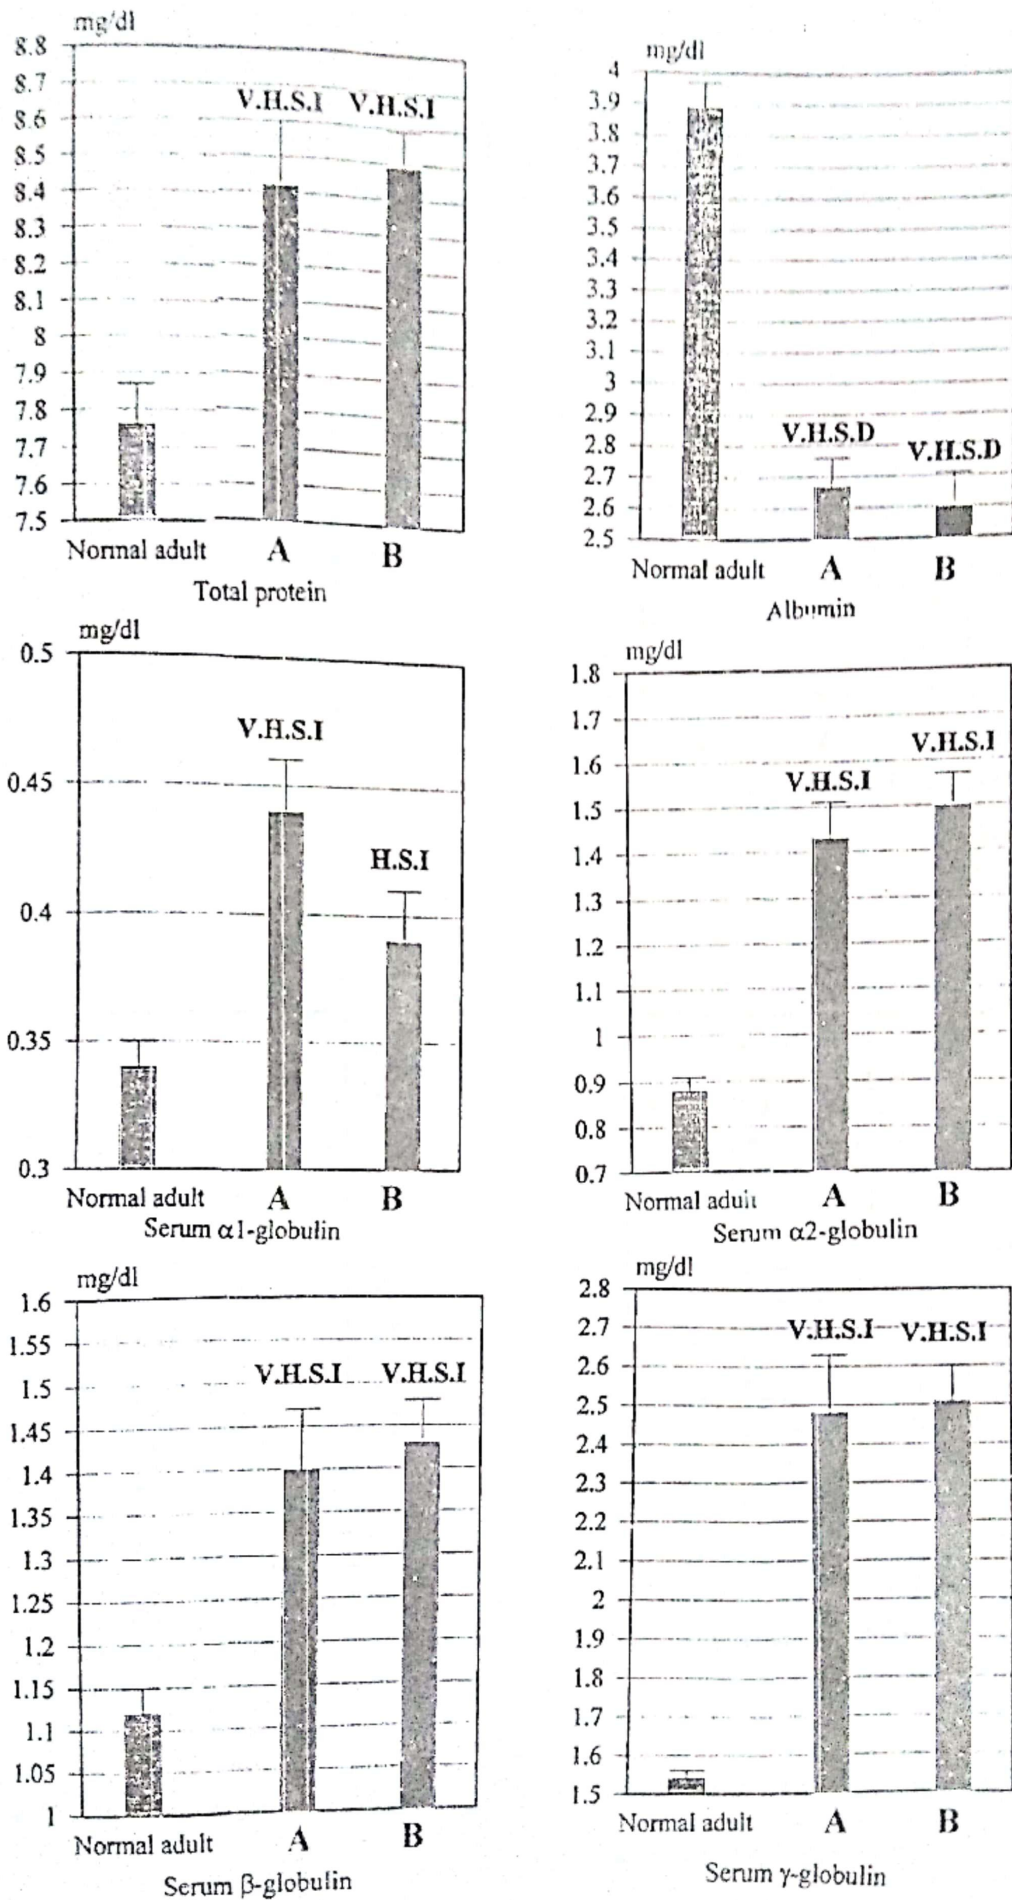 mg/dl
8.8
8.7
8.6
8.5
8.4
8.3
8.2
8.1
8
7.9
7.8
7.7
7.6
7.5
V.H.S.I V.H.S.I
Normal adult A B
Total protein
mg/dl
4
3.9
3.8
3.7
3.6
3.5
3.4
3.3
3.2
3.1
3
2.9
2.8
2.7
2.6
2.5
V.H.S.D V.H.S.D
Normal adult A B
Albumin
mg/dl
0.5
0.45
0.4
0.35
0.3
V.H.S.I
H.S.I
Normal adult A B
Serum α1-globulin
mg/dl
1.8
1.7
1.6
1.5
1.4
1.3
1.2
1.1
1
0.9
0.8
0.7
V.H.S.I
V.H.S.I
Normal adult A B
Serum α2-globulin
mg/dl
1.6
1.55
1.5
1.45
1.4
1.35
1.3
1.25
1.2
1.15
1.1
1.05
1
V.H.S.I V.H.S.I
Normal adult A B
Serum β-globulin
mg/dl
2.8
2.7
2.6
2.5
2.4
2.3
2.2
2.1
2
1.9
1.8
1.7
1.6
1.5
V.H.S.I V.H.S.I
Normal adult A B
Serum γ-globulin